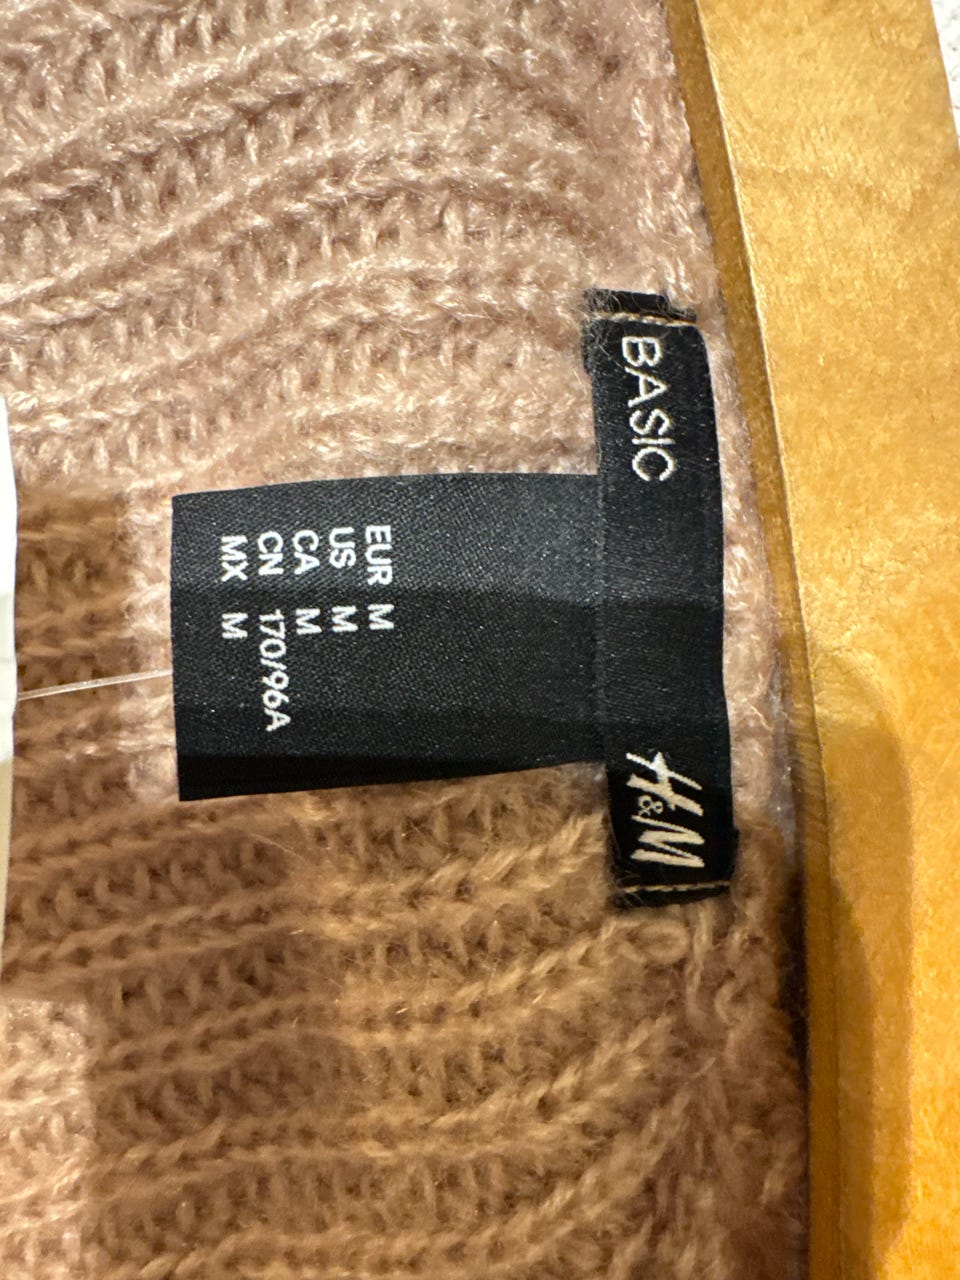 BASIC H&M
EUR M
US M
CA M
CN 170/96A
MX M